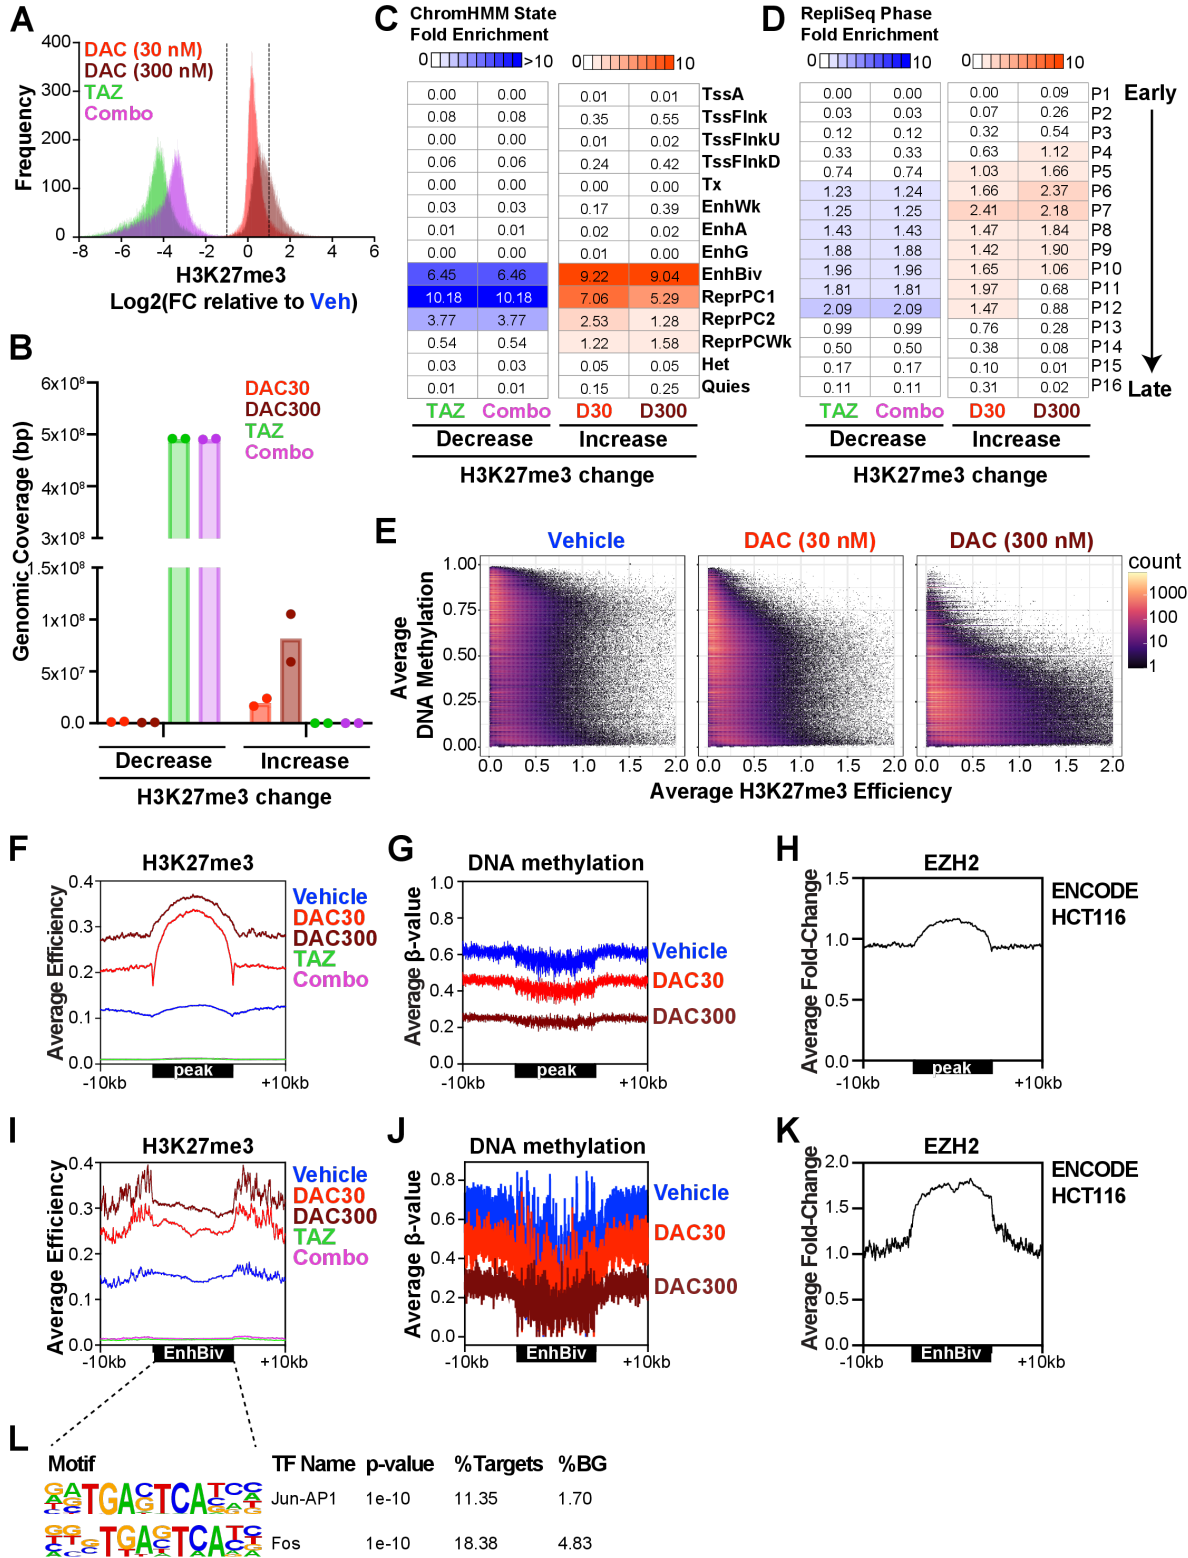 A
DAC (30 nM)
DAC (300 nM)
TAZ
Combo
Frequency
400
300
200
100
0
-8 -6 -4 -2 0 2 4 6
H3K27me3
Log2(FC relative to Veh)
B
DAC30
DAC300
TAZ
Combo
Genomic Coverage (bp)
6x10⁸
5x10⁸
4x10⁸
3x10⁸
1.5x10⁸
1x10⁸
5x10⁷
0.0
Decrease Increase
H3K27me3 change
C
ChromHMM State
Fold Enrichment
0 >10 0 10
0.00 0.00 0.01 0.01 TssA
0.08 0.08 0.35 0.55 TssFlnk
0.00 0.00 0.01 0.02 TssFlnkU
0.06 0.06 0.24 0.42 TssFlnkD
0.00 0.00 0.00 0.00 Tx
0.03 0.03 0.17 0.39 EnhWk
0.01 0.01 0.02 0.02 EnhA
0.00 0.00 0.01 0.00 EnhG
6.45 6.46 9.22 9.04 EnhBiv
10.18 10.18 7.06 5.29 ReprPC1
3.77 3.77 2.53 1.28 ReprPC2
0.54 0.54 1.22 1.58 ReprPCWk
0.03 0.03 0.05 0.05 Het
0.01 0.01 0.15 0.25 Quies
TAZ Combo D30 D300
Decrease Increase
H3K27me3 change
D
RepliSeq Phase
Fold Enrichment
0 10 0 10
0.00 0.00 0.00 0.09 P1 Early
0.03 0.03 0.07 0.26 P2
0.12 0.12 0.32 0.54 P3
0.33 0.33 0.63 1.12 P4
0.74 0.74 1.03 1.66 P5
1.23 1.24 1.66 2.37 P6
1.25 1.25 2.41 2.18 P7
1.43 1.43 1.47 1.84 P8
1.88 1.88 1.42 1.90 P9
1.96 1.96 1.65 1.06 P10
1.81 1.81 1.97 0.68 P11
2.09 2.09 1.47 0.88 P12
0.99 0.99 0.76 0.28 P13
0.50 0.50 0.38 0.08 P14
0.17 0.17 0.10 0.01 P15
0.11 0.11 0.31 0.02 P16 Late
TAZ Combo D30 D300
Decrease Increase
H3K27me3 change
E
Vehicle DAC (30 nM) DAC (300 nM)
Average
DNA Methylation
1.00
0.75
0.50
0.25
0.00
0.0 0.5 1.0 1.5 2.0 0.0 0.5 1.0 1.5 2.0 0.0 0.5 1.0 1.5 2.0
Average H3K27me3 Efficiency
count
1000
100
10
1
F
H3K27me3
Average Efficiency
0.4
0.3
0.2
0.1
0.0
Vehicle
DAC30
DAC300
TAZ
Combo
peak
-10kb +10kb
G
DNA methylation
Average β-value
1.0
0.8
0.6
0.4
0.2
0.0
Vehicle
DAC30
DAC300
peak
-10kb +10kb
H
EZH2
Average Fold-Change
1.5
1.0
0.5
0
ENCODE
HCT116
peak
-10kb +10kb
I
H3K27me3
Average Efficiency
0.4
0.3
0.2
0.1
0.0
Vehicle
DAC30
DAC300
TAZ
Combo
EnhBiv
-10kb +10kb
J
DNA methylation
Average β-value
0.8
0.6
0.4
0.2
0.0
Vehicle
DAC30
DAC300
EnhBiv
-10kb +10kb
K
EZH2
Average Fold-Change
2.0
1.5
1.0
0.5
0.0
ENCODE
HCT116
EnhBiv
-10kb +10kb
L
Motif TF Name p-value %Targets %BG
Jun-AP1 1e-10 11.35 1.70
Fos 1e-10 18.38 4.83